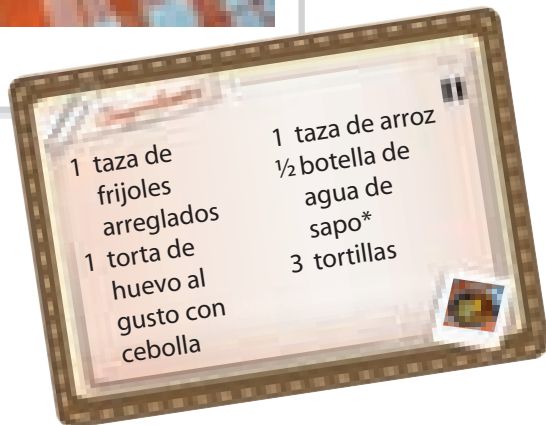 1 taza de
frijoles
arreglados
1 torta de
huevo al
gusto con
cebolla
1 taza de arroz
½ botella de
agua de
sapo*
3 tortillas